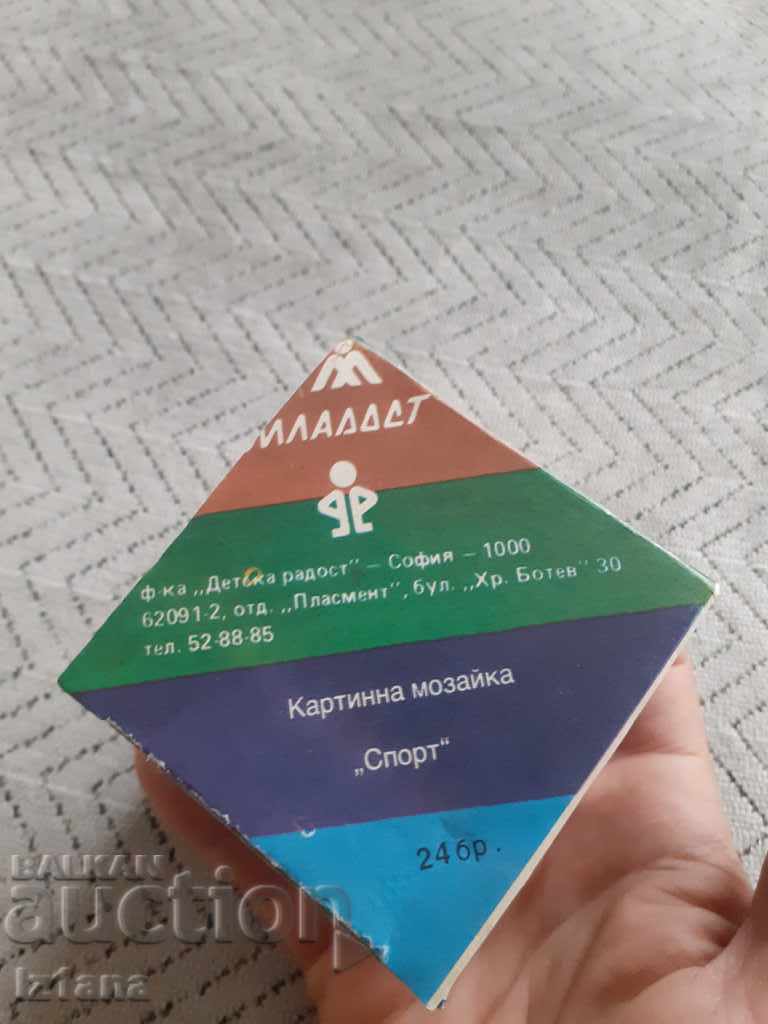 МЛАДОСТ
ф-ка „Детска радост" – София – 1000
62091-2, отд. „Пласмент", бул. „Хр. Ботев" 30
тел. 52-88-85
Картинна мозайка
„Спорт"
24 бр.
BALKAN
auction
Iztana